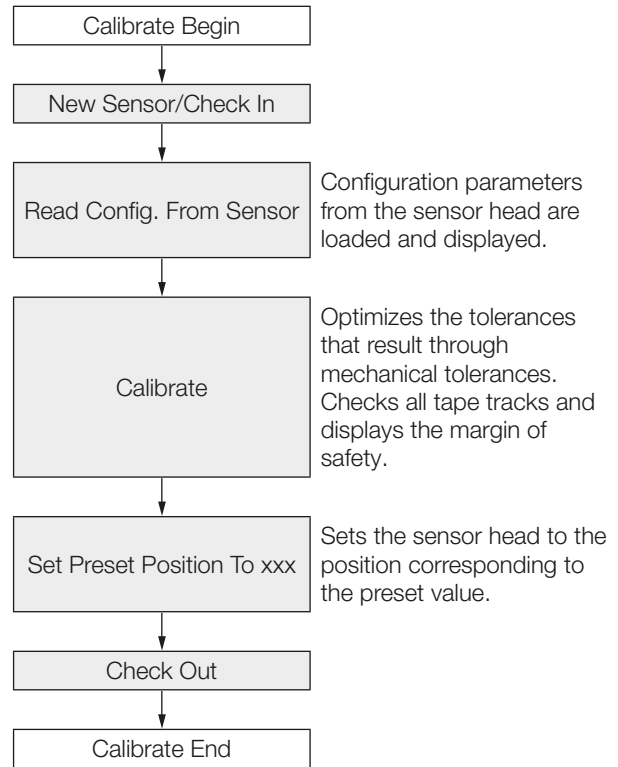 Calibrate Begin
New Sensor/Check In
Read Config. From Sensor
Configuration parameters
from the sensor head are
loaded and displayed.
Calibrate
Optimizes the tolerances
that result through
mechanical tolerances.
Checks all tape tracks and
displays the margin of
safety.
Set Preset Position To xxx
Sets the sensor head to the
position corresponding to
the preset value.
Check Out
Calibrate End